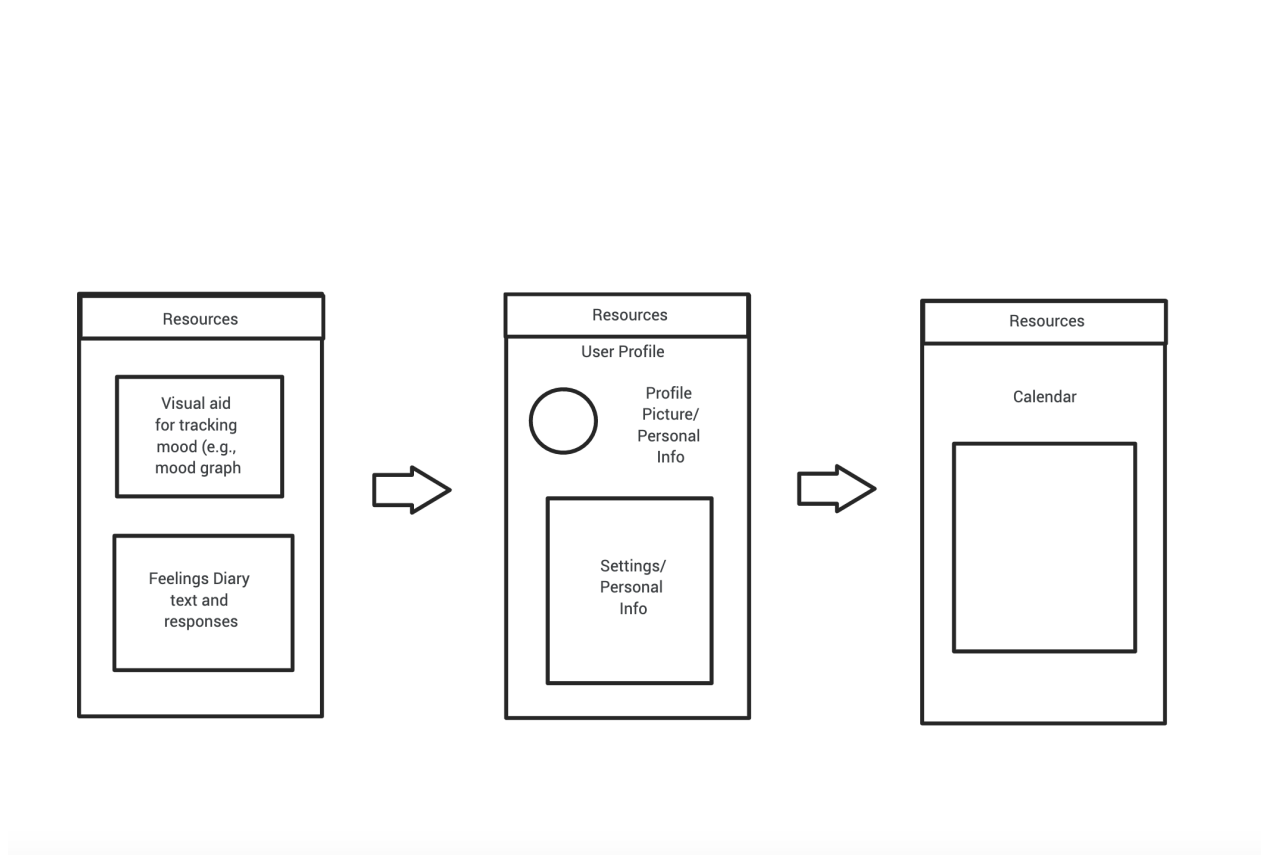 Resources
Visual aid
for tracking
mood (e.g.,
mood graph
Feelings Diary
text and
responses
Resources
User Profile
Profile
Picture/
Personal
Info
Settings/
Personal
Info
Resources
Calendar